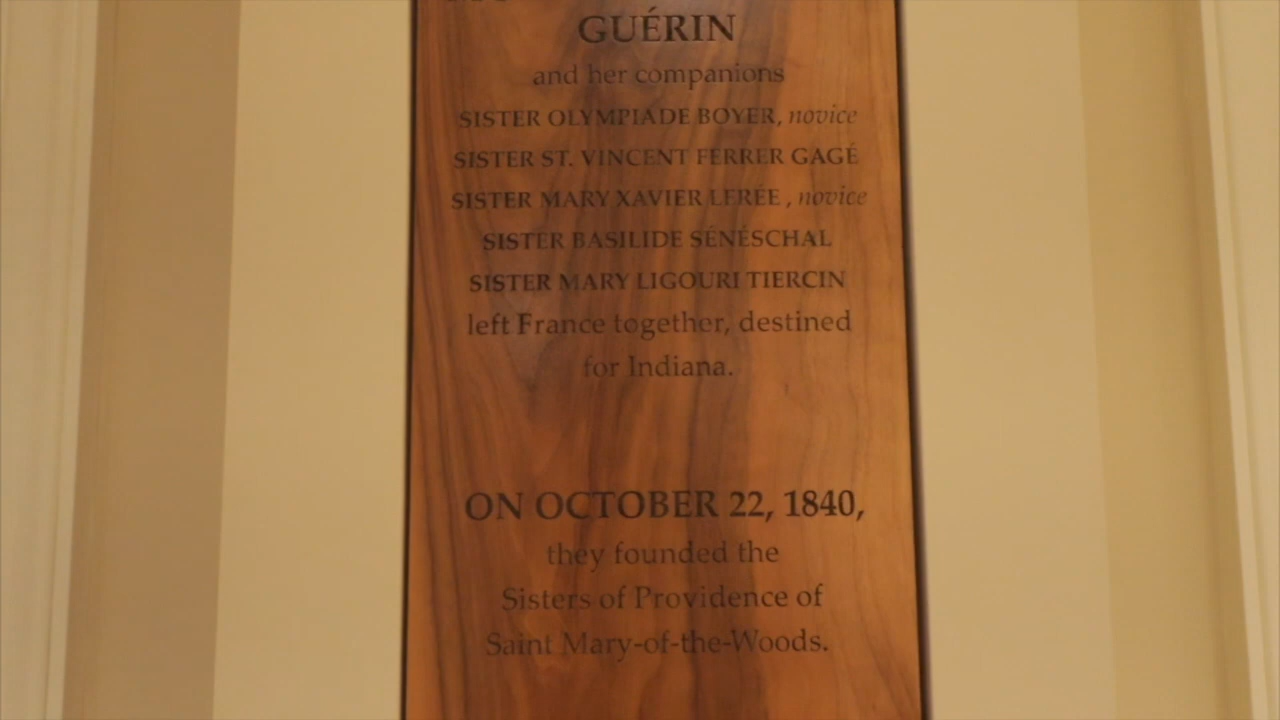 GUÉRIN
and her companions
SISTER OLYMPIADE BOYER, novice
SISTER ST. VINCENT FERRER GAGÉ
SISTER MARY XAVIER LERÉE , novice
SISTER BASILIDE SÉNÉSCHAL
SISTER MARY LIGOURI TIERCIN
left France together, destined
for Indiana.
ON OCTOBER 22, 1840,
they founded the
Sisters of Providence of
Saint Mary-of-the-Woods.